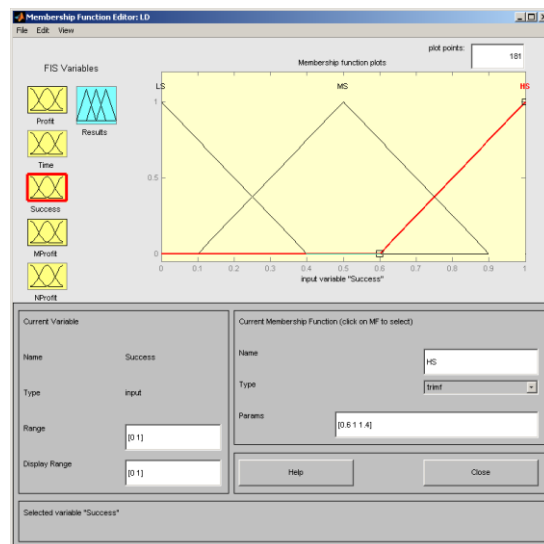 Membership Function Editor: LD
File Edit View
FIS Variables
Profit
Results
Time
Success
MProfit
NProfit
plot points:
181
Membership function plots
LS
MS
HS
1
0.5
0
0 0.1 0.2 0.3 0.4 0.5 0.6 0.7 0.8 0.9 1
input variable "Success"
Current Variable
Name Success
Type input
Range [0 1]
Display Range [0 1]
Current Membership Function (click on MF to select)
Name HS
Type trimf
Params [0.6 1 1.4]
Help Close
Selected variable "Success"